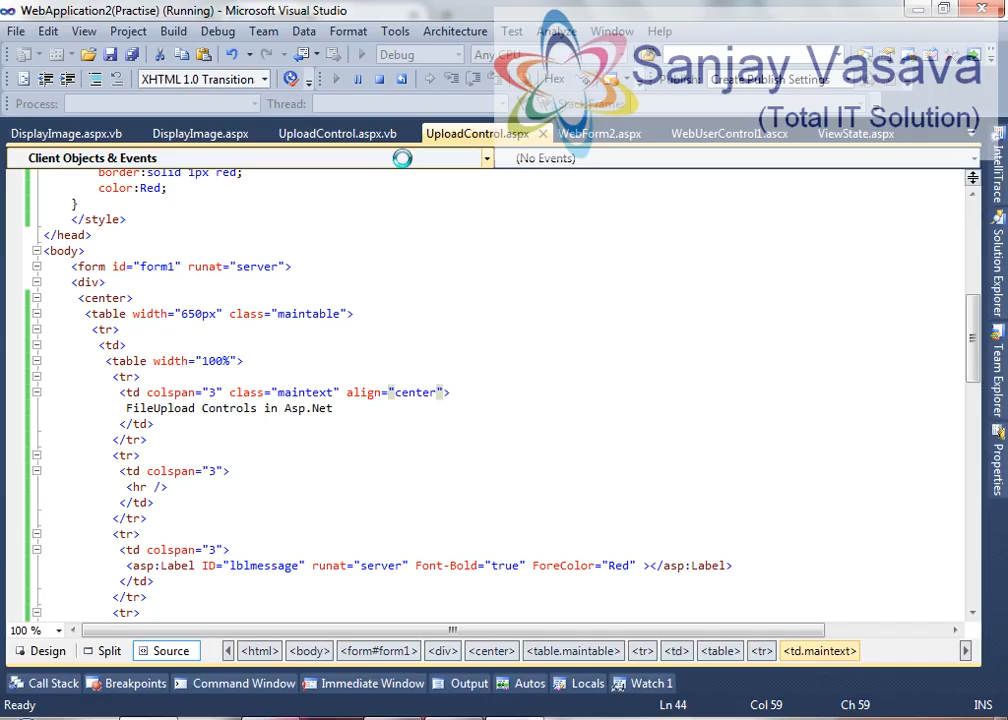 WebApplication2(Practise) (Running) - Microsoft Visual Studio
File Edit View Project Build Debug Team Data Format Tools Architecture Test Analyze Window Help
Debug Any CPU
XHTML 1.0 Transition Hex Publish: Create Publish Settings
Process: Thread: Stack Frame:
Sanjay Vasava
(Total IT Solution)
DisplayImage.aspx.vb DisplayImage.aspx UploadControl.aspx.vb UploadControl.aspx WebForm2.aspx WebUserControl1.ascx ViewState.aspx
Client Objects & Events (No Events)
border:solid 1px red;
color:Red;
}
</style>
</head>
<body>
<form id="form1" runat="server">
<div>
<center>
<table width="650px" class="maintable">
<tr>
<td>
<table width="100%">
<tr>
<td colspan="3" class="maintext" align="center">
FileUpload Controls in Asp.Net
</td>
</tr>
<tr>
<td colspan="3">
<hr />
</td>
</tr>
<tr>
<td colspan="3">
<asp:Label ID="lblmessage" runat="server" Font-Bold="true" ForeColor="Red" ></asp:Label>
</td>
</tr>
<tr>
100 %
Design Split Source <html> <body> <form#form1> <div> <center> <table.maintable> <tr> <td> <table> <tr> <td.maintext>
Call Stack Breakpoints Command Window Immediate Window Output Autos Locals Watch 1
Ready Ln 44 Col 59 Ch 59 INS
IntelliTrace
Solution Explorer
Team Explorer
Properties